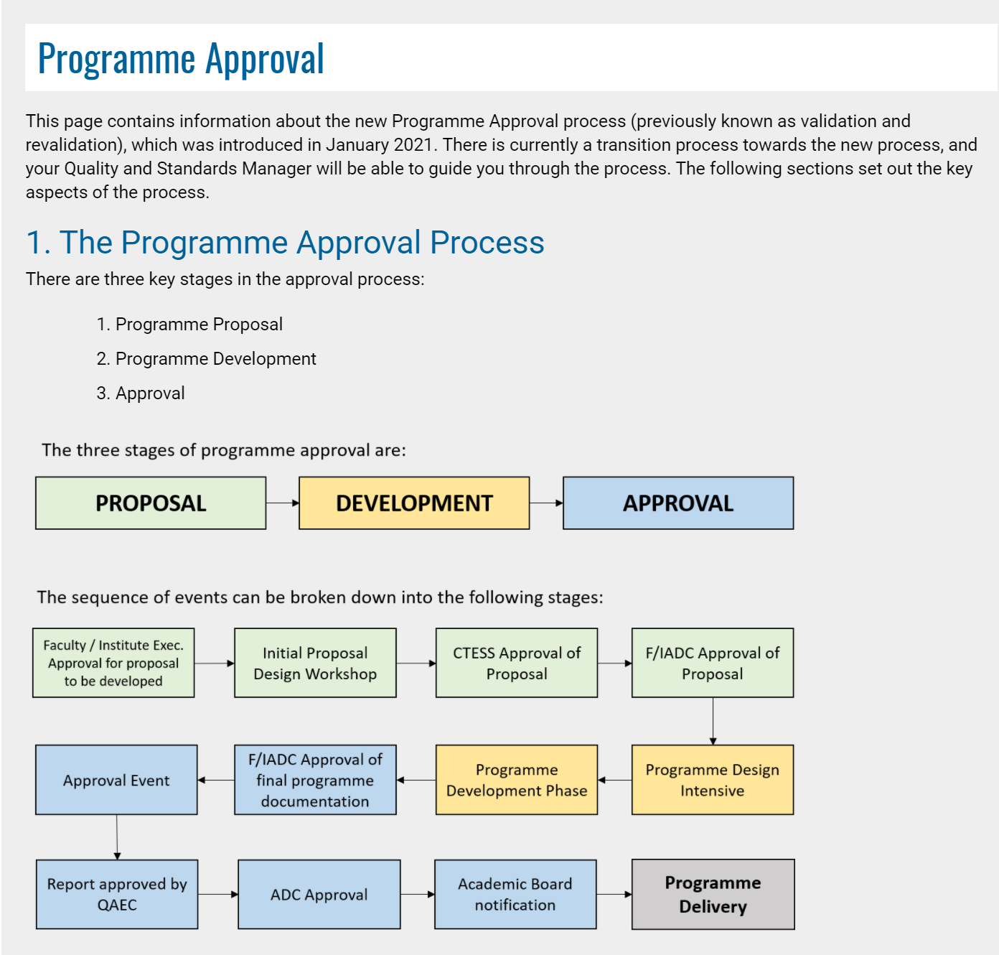 Programme Approval
This page contains information about the new Programme Approval process (previously known as validation and
revalidation), which was introduced in January 2021. There is currently a transition process towards the new process, and
your Quality and Standards Manager will be able to guide you through the process. The following sections set out the key
aspects of the process.
1. The Programme Approval Process
There are three key stages in the approval process:
1. Programme Proposal
2. Programme Development
3. Approval
The three stages of programme approval are:
PROPOSAL
DEVELOPMENT
APPROVAL
The sequence of events can be broken down into the following stages:
Faculty / Institute Exec.
Approval for proposal
to be developed
Initial Proposal
Design Workshop
CTESS Approval of
Proposal
F/IADC Approval of
Proposal
Programme Design
Intensive
Programme
Development Phase
F/IADC Approval of
final programme
documentation
Approval Event
Report approved by
QAEC
ADC Approval
Academic Board
notification
Programme
Delivery